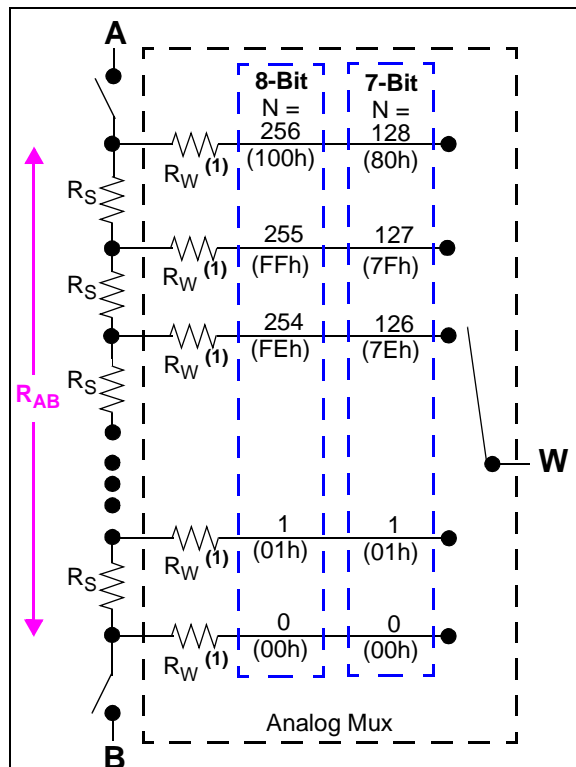 A
8-Bit
N =
7-Bit
N =
256
(100h)
128
(80h)
RW (1)
RS
255
(FFh)
127
(7Fh)
RW (1)
RS
254
(FEh)
126
(7Eh)
RW (1)
RS
RAB
W
1
(01h)
1
(01h)
RW (1)
RS
0
(00h)
0
(00h)
RW (1)
Analog Mux
B